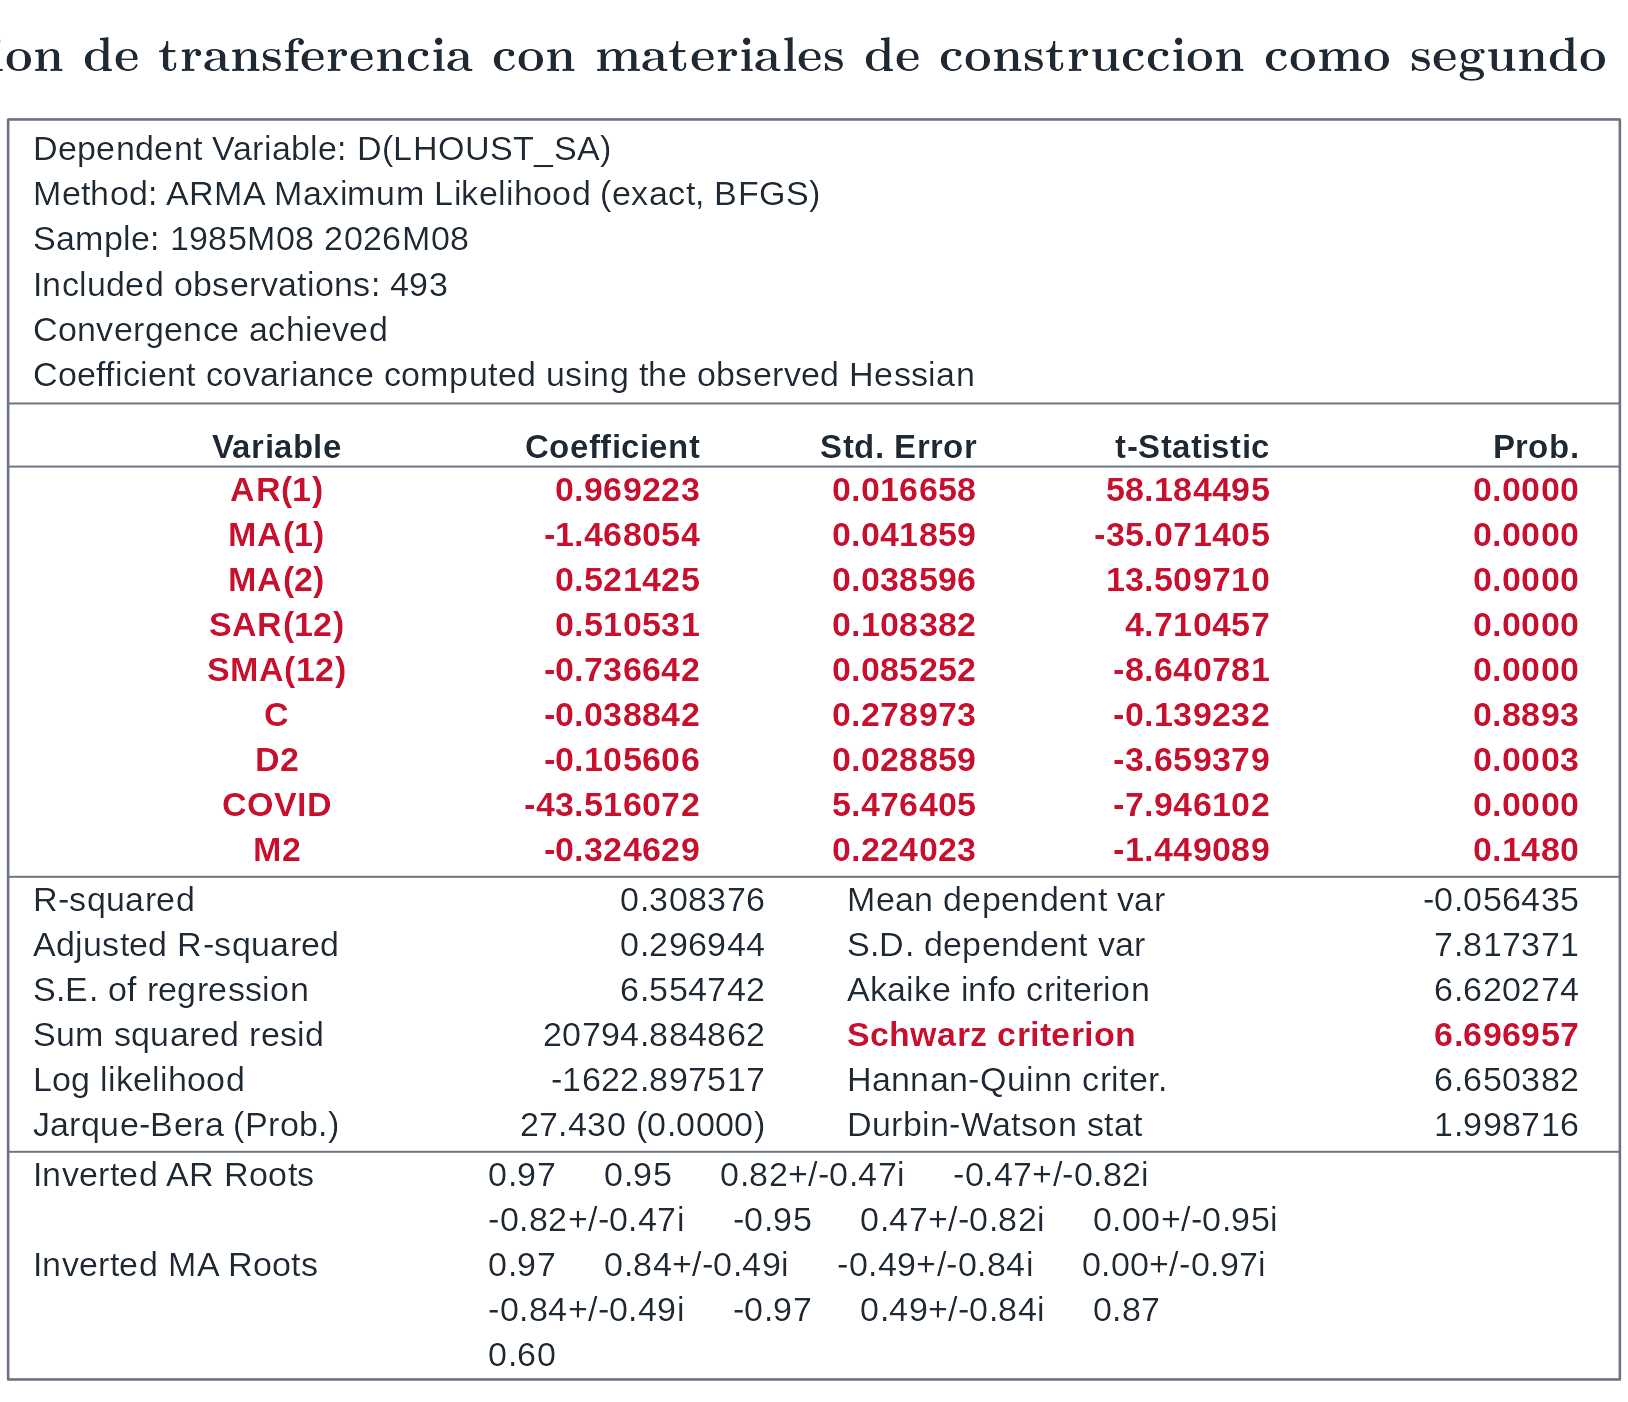 ion de transferencia con materiales de construccion como segundo
Dependent Variable: D(LHOUST_SA)
Method: ARMA Maximum Likelihood (exact, BFGS)
Sample: 1985M08 2026M08
Included observations: 493
Convergence achieved
Coefficient covariance computed using the observed Hessian
Variable Coefficient Std. Error t-Statistic Prob.
AR(1) 0.969223 0.016658 58.184495 0.0000
MA(1) -1.468054 0.041859 -35.071405 0.0000
MA(2) 0.521425 0.038596 13.509710 0.0000
SAR(12) 0.510531 0.108382 4.710457 0.0000
SMA(12) -0.736642 0.085252 -8.640781 0.0000
C -0.038842 0.278973 -0.139232 0.8893
D2 -0.105606 0.028859 -3.659379 0.0003
COVID -43.516072 5.476405 -7.946102 0.0000
M2 -0.324629 0.224023 -1.449089 0.1480
R-squared 0.308376 Mean dependent var -0.056435
Adjusted R-squared 0.296944 S.D. dependent var 7.817371
S.E. of regression 6.554742 Akaike info criterion 6.620274
Sum squared resid 20794.884862 Schwarz criterion 6.696957
Log likelihood -1622.897517 Hannan-Quinn criter. 6.650382
Jarque-Bera (Prob.) 27.430 (0.0000) Durbin-Watson stat 1.998716
Inverted AR Roots 0.97 0.95 0.82+/-0.47i -0.47+/-0.82i
-0.82+/-0.47i -0.95 0.47+/-0.82i 0.00+/-0.95i
Inverted MA Roots 0.97 0.84+/-0.49i -0.49+/-0.84i 0.00+/-0.97i
-0.84+/-0.49i -0.97 0.49+/-0.84i 0.87
0.60